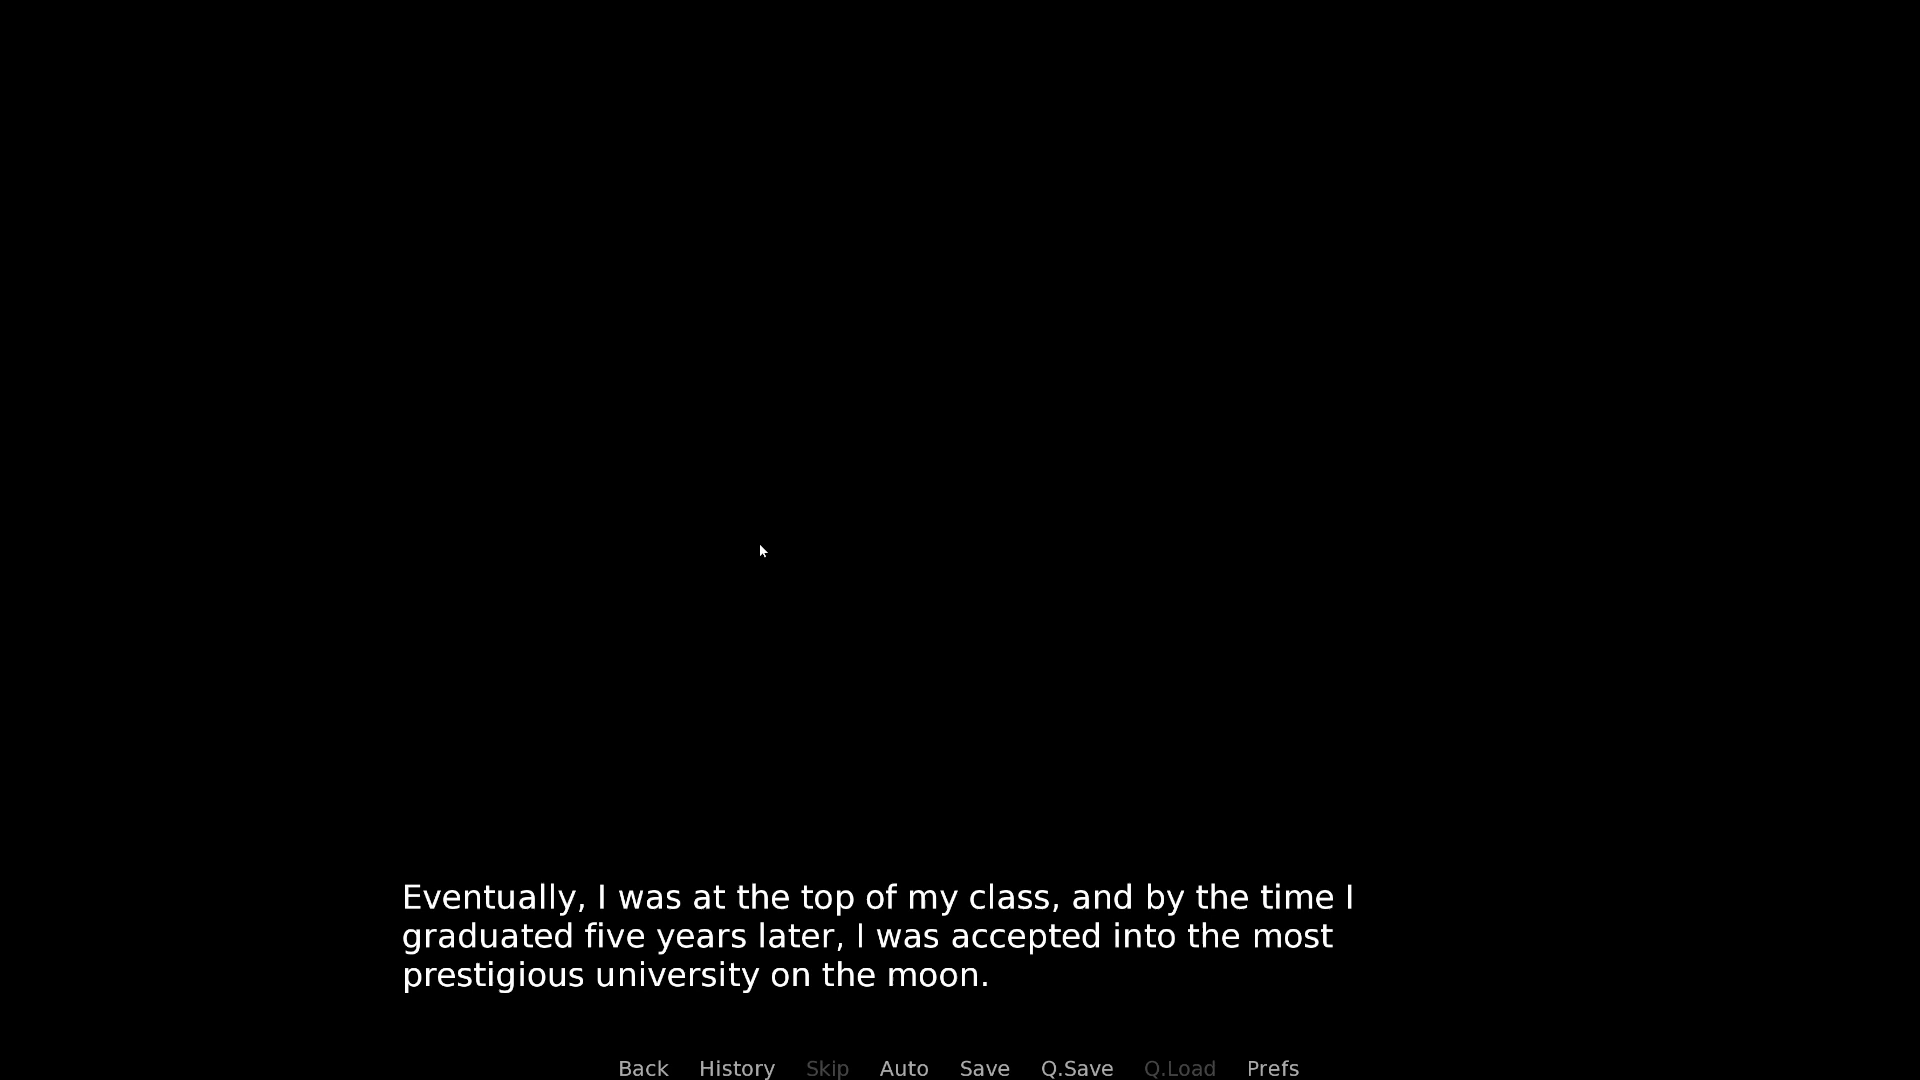 Eventually, I was at the top of my class, and by the time I
graduated five years later, I was accepted into the most
prestigious university on the moon.
Back History Skip Auto Save Q.Save Q.Load Prefs